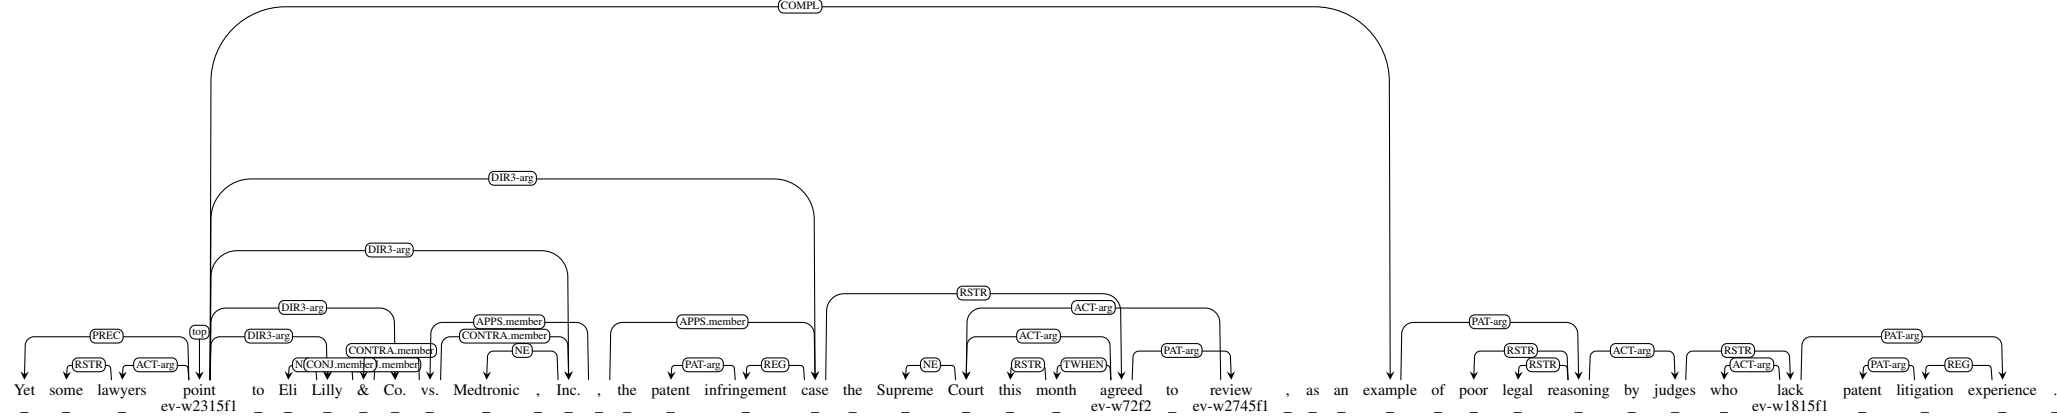 COMPL
DIR3-arg
DIR3-arg
RSTR
DIR3-arg ACT-arg
APPS.member APPS.member PAT-arg
PREC top DIR3-arg CONTRA.member ACT-arg PAT-arg
CONTRA.member NE PAT-arg RSTR ACT-arg RSTR
RSTR ACT-arg CONJ.member PAT-arg REG NE RSTR TWHEN RSTR ACT-arg PAT-arg REG
Yet some lawyers point to Eli Lilly & Co. vs. Medtronic , Inc. , the patent infringement case the Supreme Court this month agreed to review , as an example of poor legal reasoning by judges who lack patent litigation experience .
_ _ _ ev-w2315f1 _ _ _ _ _ _ _ _ _ _ _ _ _ _ _ _ _ _ _ ev-w72f2 _ ev-w2745f1 _ _ _ _ _ _ _ _ _ _ _ ev-w1815f1 _ _ _ _